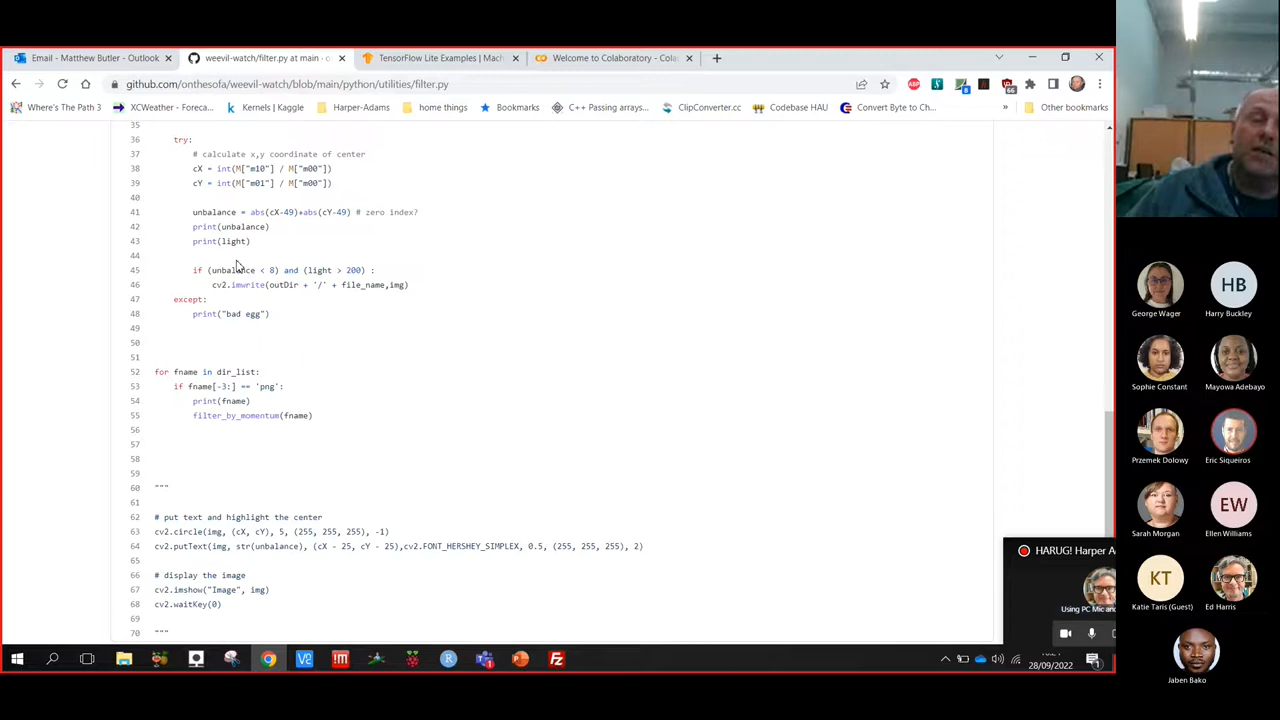 Email - Matthew Butler - Outlook
weevil-watch/filter.py at main · o
TensorFlow Lite Examples | Mach
Welcome to Colaboratory - Cola
github.com/onthesofa/weevil-watch/blob/main/python/utilities/filter.py
Where's The Path 3
XCWeather - Foreca...
Kernels | Kaggle
Harper-Adams
home things
Bookmarks
C++ Passing arrays...
ClipConverter.cc
Codebase HAU
Convert Byte to Ch...
»
Other bookmarks
35
36 try:
37 # calculate x,y coordinate of center
38 cX = int(M["m10"] / M["m00"])
39 cY = int(M["m01"] / M["m00"])
40
41 unbalance = abs(cX-49)+abs(cY-49) # zero index?
42 print(unbalance)
43 print(light)
44
45 if (unbalance < 8) and (light > 200) :
46 cv2.imwrite(outDir + '/' + file_name,img)
47 except:
48 print("bad egg")
49
50
51
52 for fname in dir_list:
53 if fname[-3:] == 'png':
54 print(fname)
55 filter_by_momentum(fname)
56
57
58
59
60 """
61
62 # put text and highlight the center
63 cv2.circle(img, (cX, cY), 5, (255, 255, 255), -1)
64 cv2.putText(img, str(unbalance), (cX - 25, cY - 25),cv2.FONT_HERSHEY_SIMPLEX, 0.5, (255, 255, 255), 2)
65
66 # display the image
67 cv2.imshow("Image", img)
68 cv2.waitKey(0)
69
70 """
HARUG! Harper A
Using PC Mic and
28/09/2022
George Wager
HB
Harry Buckley
Sophie Constant
Mayowa Adebayo
Przemek Dolowy
Eric Siqueiros
Sarah Morgan
EW
Ellen Williams
KT
Katie Taris (Guest)
Ed Harris
Jaben Bako